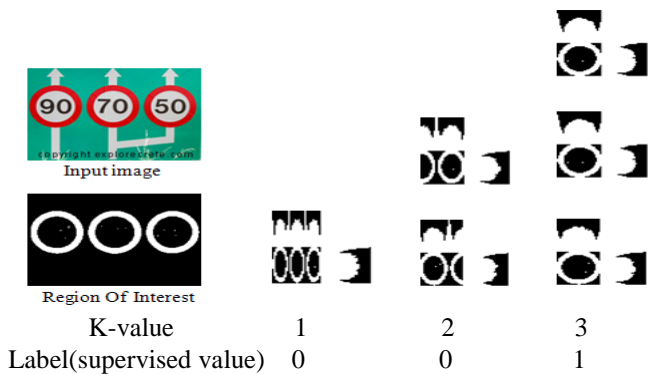 90 70 50
copyright explorecrete.com
Input image
Region Of Interest
K-value 1 2 3
Label(supervised value) 0 0 1